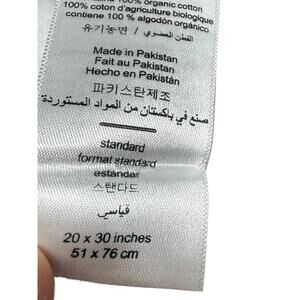 100% organic cotton
100% coton d'agriculture biologique
contiene 100% algodón orgánico
유기농면 / القطن العضوي
Made in Pakistan
Fait au Pakistan
Hecho en Pakistán
파키스탄제조
صنع في باكستان من المواد المستوردة
standard
format standard
estándar
스탠다드
قياسي
20 x 30 inches
51 x 76 cm